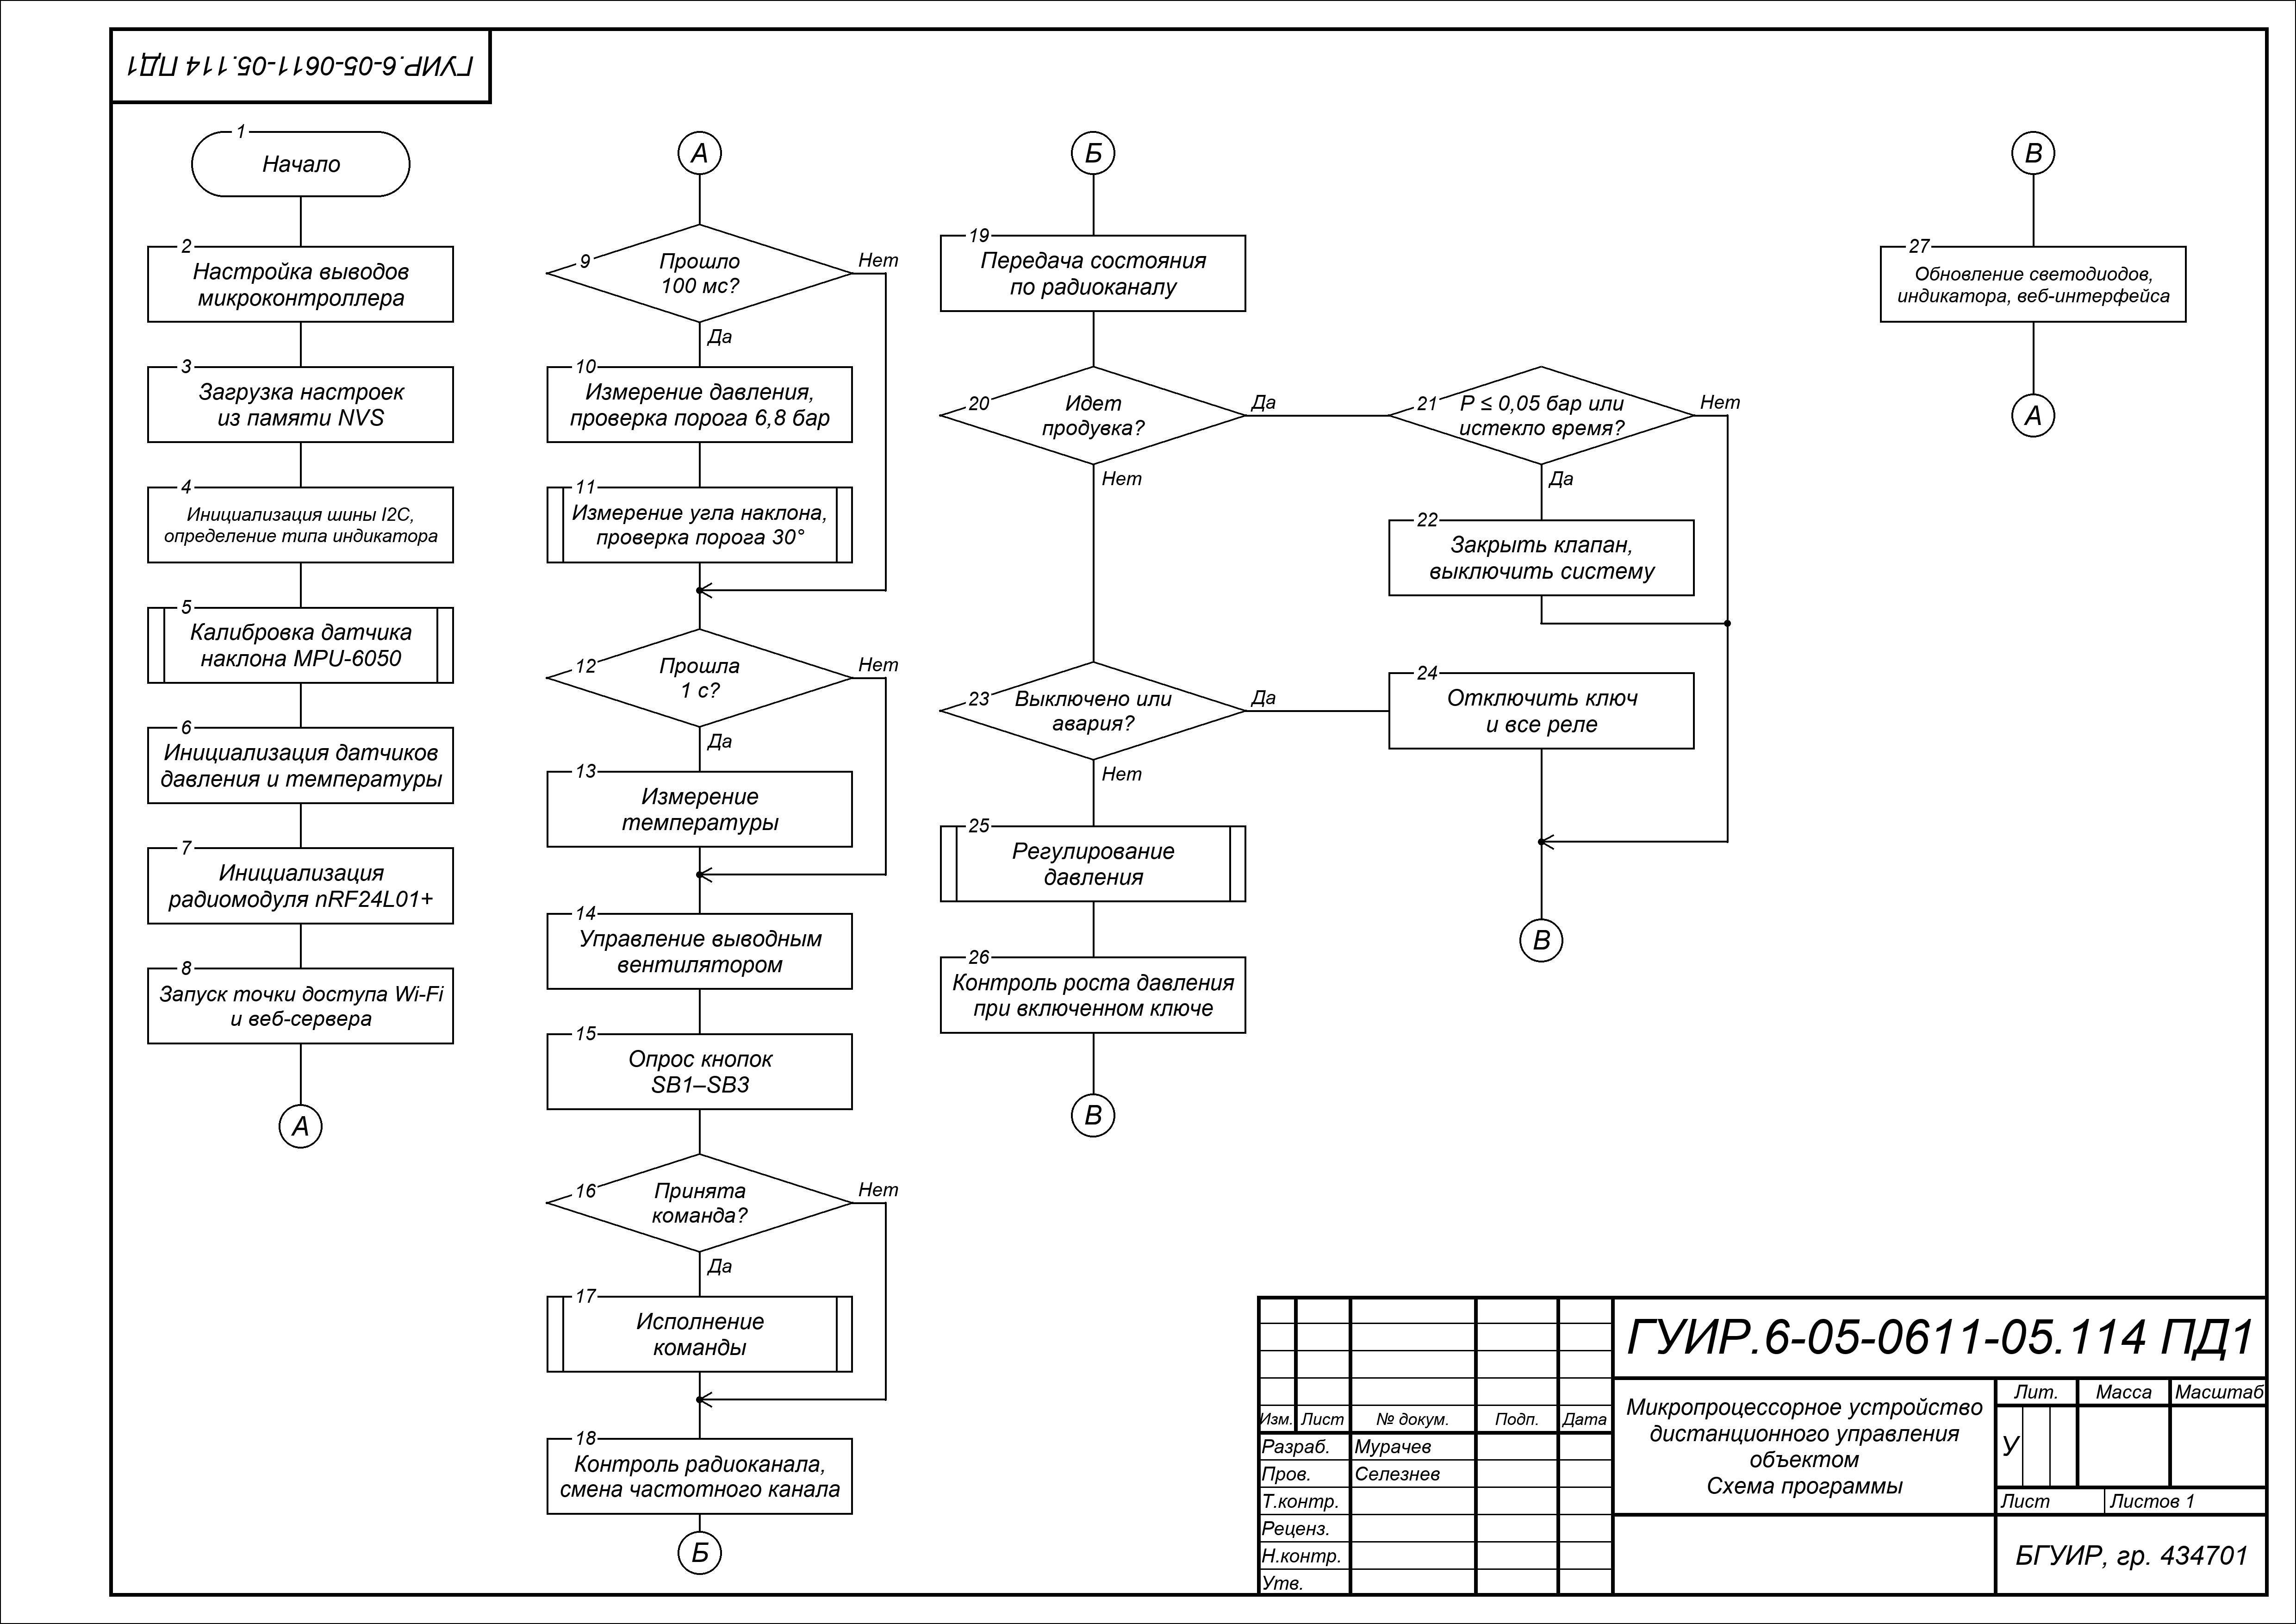 ГУИР.6-05-0611-05.114 ПД1
1
Начало
2
Настройка выводов
микроконтроллера
3
Загрузка настроек
из памяти NVS
4
Инициализация шины I2C,
определение типа индикатора
5
Калибровка датчика
наклона MPU-6050
6
Инициализация датчиков
давления и температуры
7
Инициализация
радиомодуля nRF24L01+
8
Запуск точки доступа Wi-Fi
и веб-сервера
А
А
9
Прошло
100 мс?
Нет
Да
10
Измерение давления,
проверка порога 6,8 бар
11
Измерение угла наклона,
проверка порога 30°
12
Прошла
1 с?
Нет
Да
13
Измерение
температуры
14
Управление выводным
вентилятором
15
Опрос кнопок
SB1–SB3
16
Принята
команда?
Нет
Да
17
Исполнение
команды
18
Контроль радиоканала,
смена частотного канала
Б
Б
19
Передача состояния
по радиоканалу
20
Идет
продувка?
Да
Нет
21
P ≤ 0,05 бар или
истекло время?
Нет
Да
22
Закрыть клапан,
выключить систему
23
Выключено или
авария?
Да
Нет
24
Отключить ключ
и все реле
В
25
Регулирование
давления
26
Контроль роста давления
при включенном ключе
В
В
27
Обновление светодиодов,
индикатора, веб-интерфейса
А
ГУИР.6-05-0611-05.114 ПД1
Изм. Лист № докум. Подп. Дата
Разраб. Мурачев
Пров. Селезнев
Т.контр.
Реценз.
Н.контр.
Утв.
Микропроцессорное устройство
дистанционного управления
объектом
Схема программы
Лит. Масса Масштаб
У
Лист Листов 1
БГУИР, гр. 434701